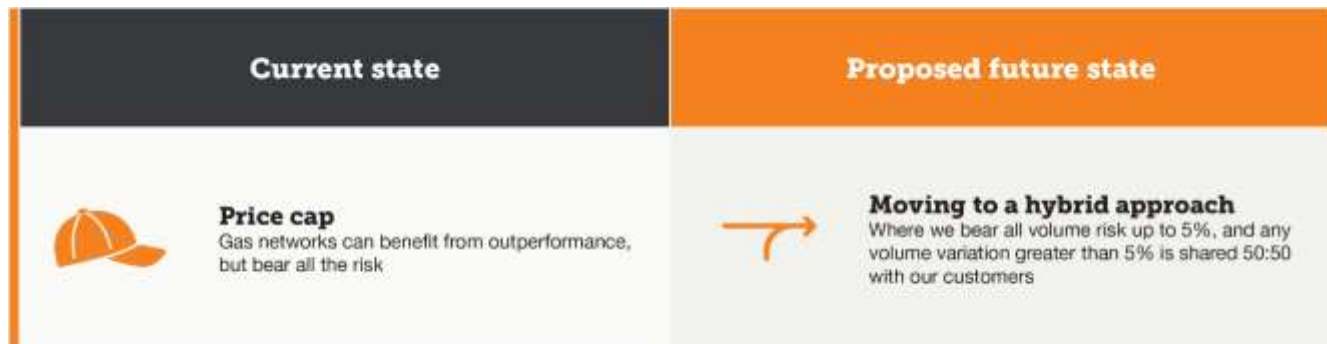 Current state
Proposed future state
Price cap
Gas networks can benefit from outperformance,
but bear all the risk
Moving to a hybrid approach
Where we bear all volume risk up to 5%, and any
volume variation greater than 5% is shared 50:50
with our customers